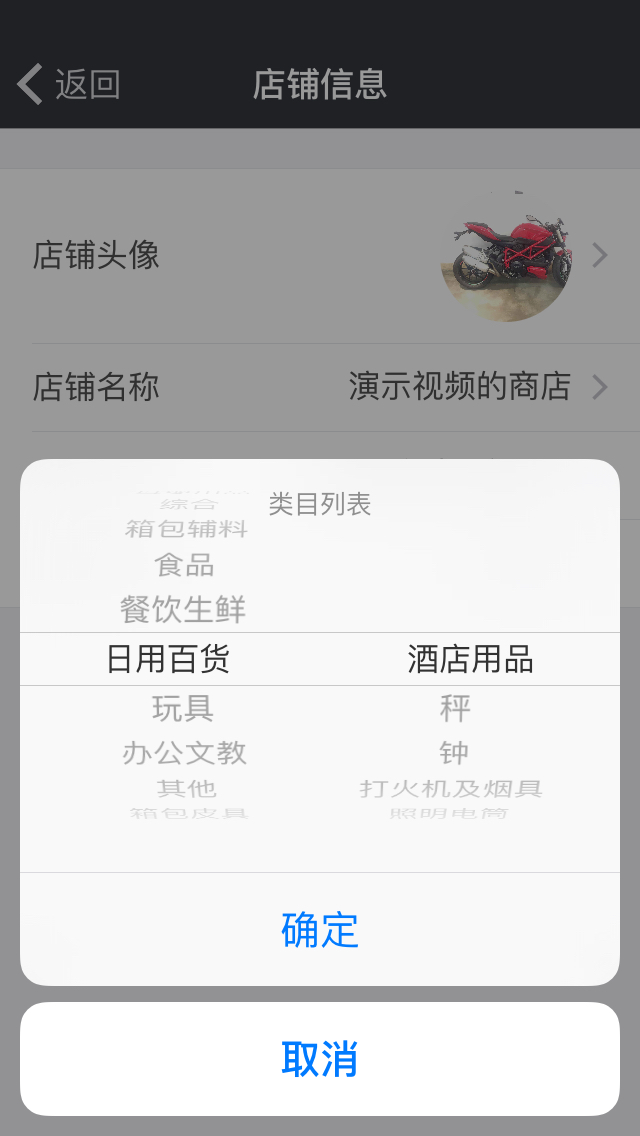 返回
店铺信息
店铺头像
店铺名称 演示视频的商店
类目列表
综合
箱包辅料
食品
餐饮生鲜
日用百货 酒店用品
玩具 秤
办公文教 钟
其他 打火机及烟具
箱包皮具 照明电筒
确定
取消